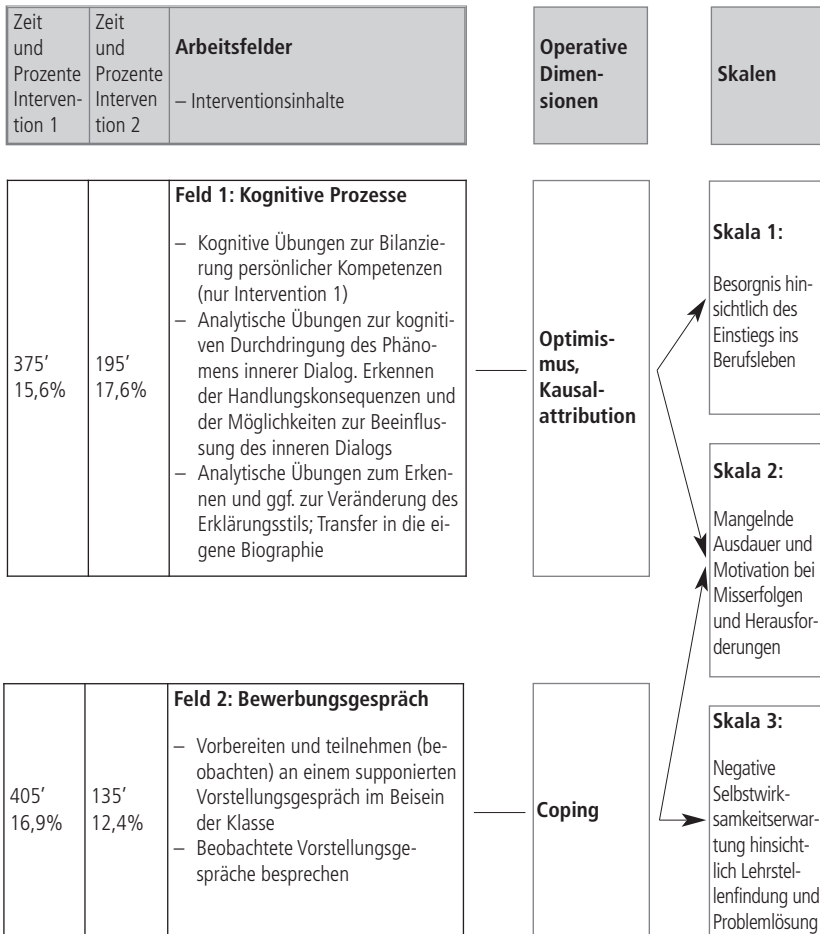 Zeit
und
Prozente
Interven-
tion 1
Zeit
und
Prozente
Interven
tion 2
Arbeitsfelder
– Interventionsinhalte
Operative
Dimen-
sionen
Skalen
375’
15,6%
195’
17,6%
Feld 1: Kognitive Prozesse
– Kognitive Übungen zur Bilanzie-
rung persönlicher Kompetenzen
(nur Intervention 1)
– Analytische Übungen zur kogniti-
ven Durchdringung des Phäno-
mens innerer Dialog. Erkennen
der Handlungskonsequenzen und
der Möglichkeiten zur Beeinflus-
sung des inneren Dialogs
– Analytische Übungen zum Erken-
nen und ggf. zur Veränderung des
Erklärungsstils; Transfer in die ei-
gene Biographie
Optimis-
mus,
Kausal-
attribution
Skala 1:
Besorgnis hin-
sichtlich des
Einstiegs ins
Berufsleben
Skala 2:
Mangelnde
Ausdauer und
Motivation bei
Misserfolgen
und Herausfor-
derungen
405’
16,9%
135’
12,4%
Feld 2: Bewerbungsgespräch
– Vorbereiten und teilnehmen (be-
obachten) an einem supponierten
Vorstellungsgespräch im Beisein
der Klasse
– Beobachtete Vorstellungsge-
spräche besprechen
Coping
Skala 3:
Negative
Selbstwirk-
samkeitserwar-
tung hinsicht-
lich Lehrstel-
lenfindung und
Problemlösung